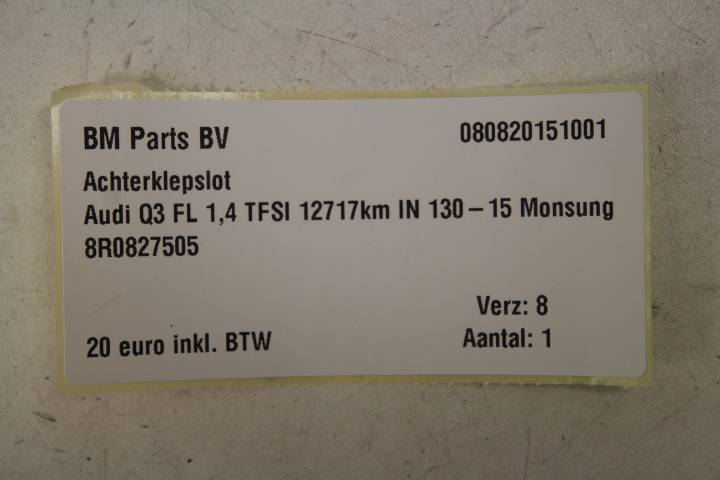 BM Parts BV 080820151001
Achterklepslot
Audi Q3 FL 1,4 TFSI 12717km IN 130-15 Monsung
8R0827505
Verz: 8
20 euro inkl. BTW Aantal: 1